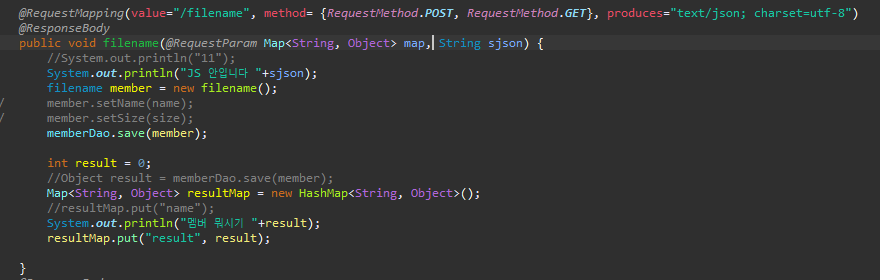 @RequestMapping(value="/filename", method= {RequestMethod.POST, RequestMethod.GET}, produces="text/json; charset=utf-8")
@ResponseBody
public void filename(@RequestParam Map<String, Object> map, String sjson) {
//System.out.println("11");
System.out.println("JS 안입니다 "+sjson);
filename member = new filename();
/ member.setName(name);
/ member.setSize(size);
memberDao.save(member);
int result = 0;
//Object result = memberDao.save(member);
Map<String, Object> resultMap = new HashMap<String, Object>();
//resultMap.put("name");
System.out.println("멤버 뭐시기 "+result);
resultMap.put("result", result);
}